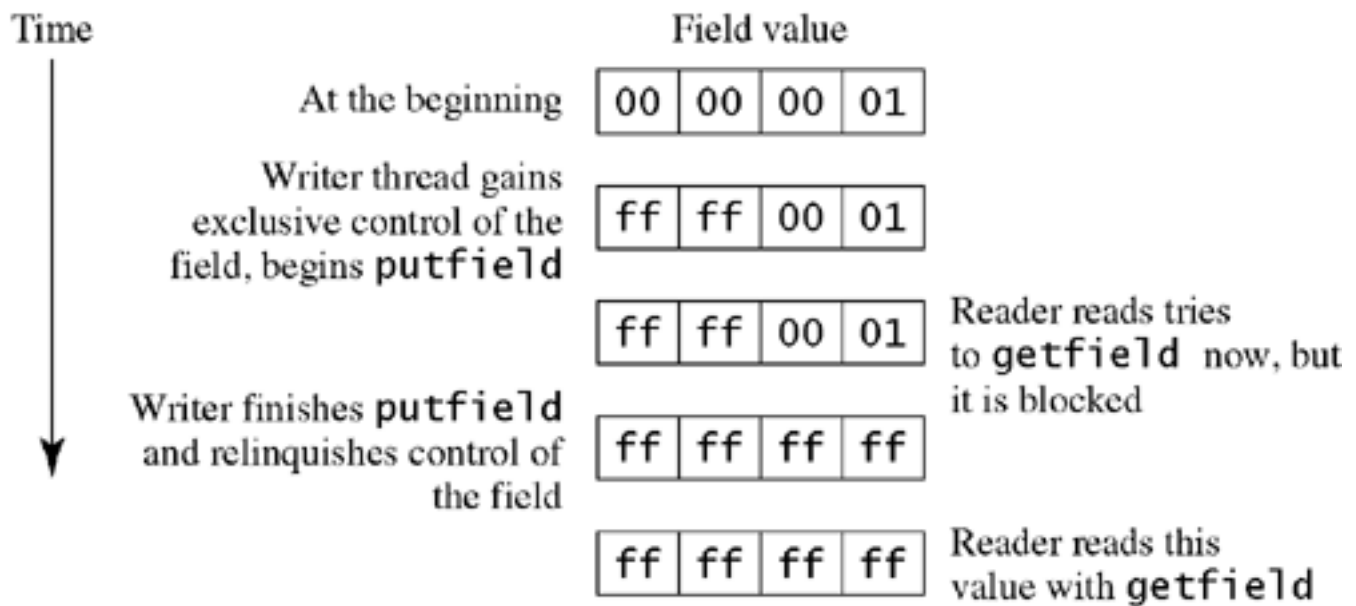 Time
Field value
At the beginning
00 00 00 01
Writer thread gains
exclusive control of the
field, begins putfield
ff ff 00 01
ff ff 00 01
Reader reads tries
to getfield now, but
it is blocked
Writer finishes putfield
and relinquishes control of
the field
ff ff ff ff
ff ff ff ff
Reader reads this
value with getfield